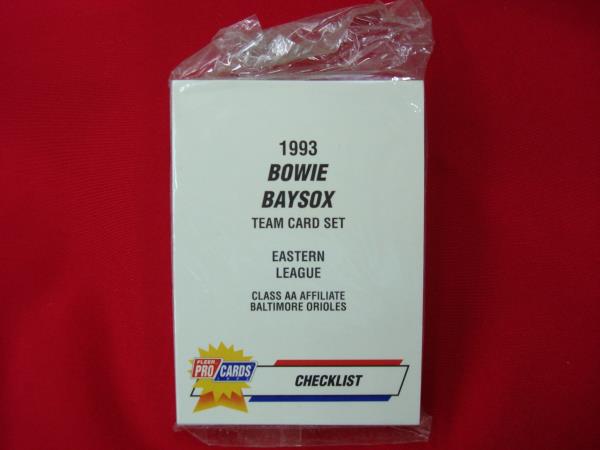 1993
BOWIE
BAYSOX
TEAM CARD SET
EASTERN
LEAGUE
CLASS AA AFFILIATE
BALTIMORE ORIOLES
FLEER
PRO CARDS
CHECKLIST